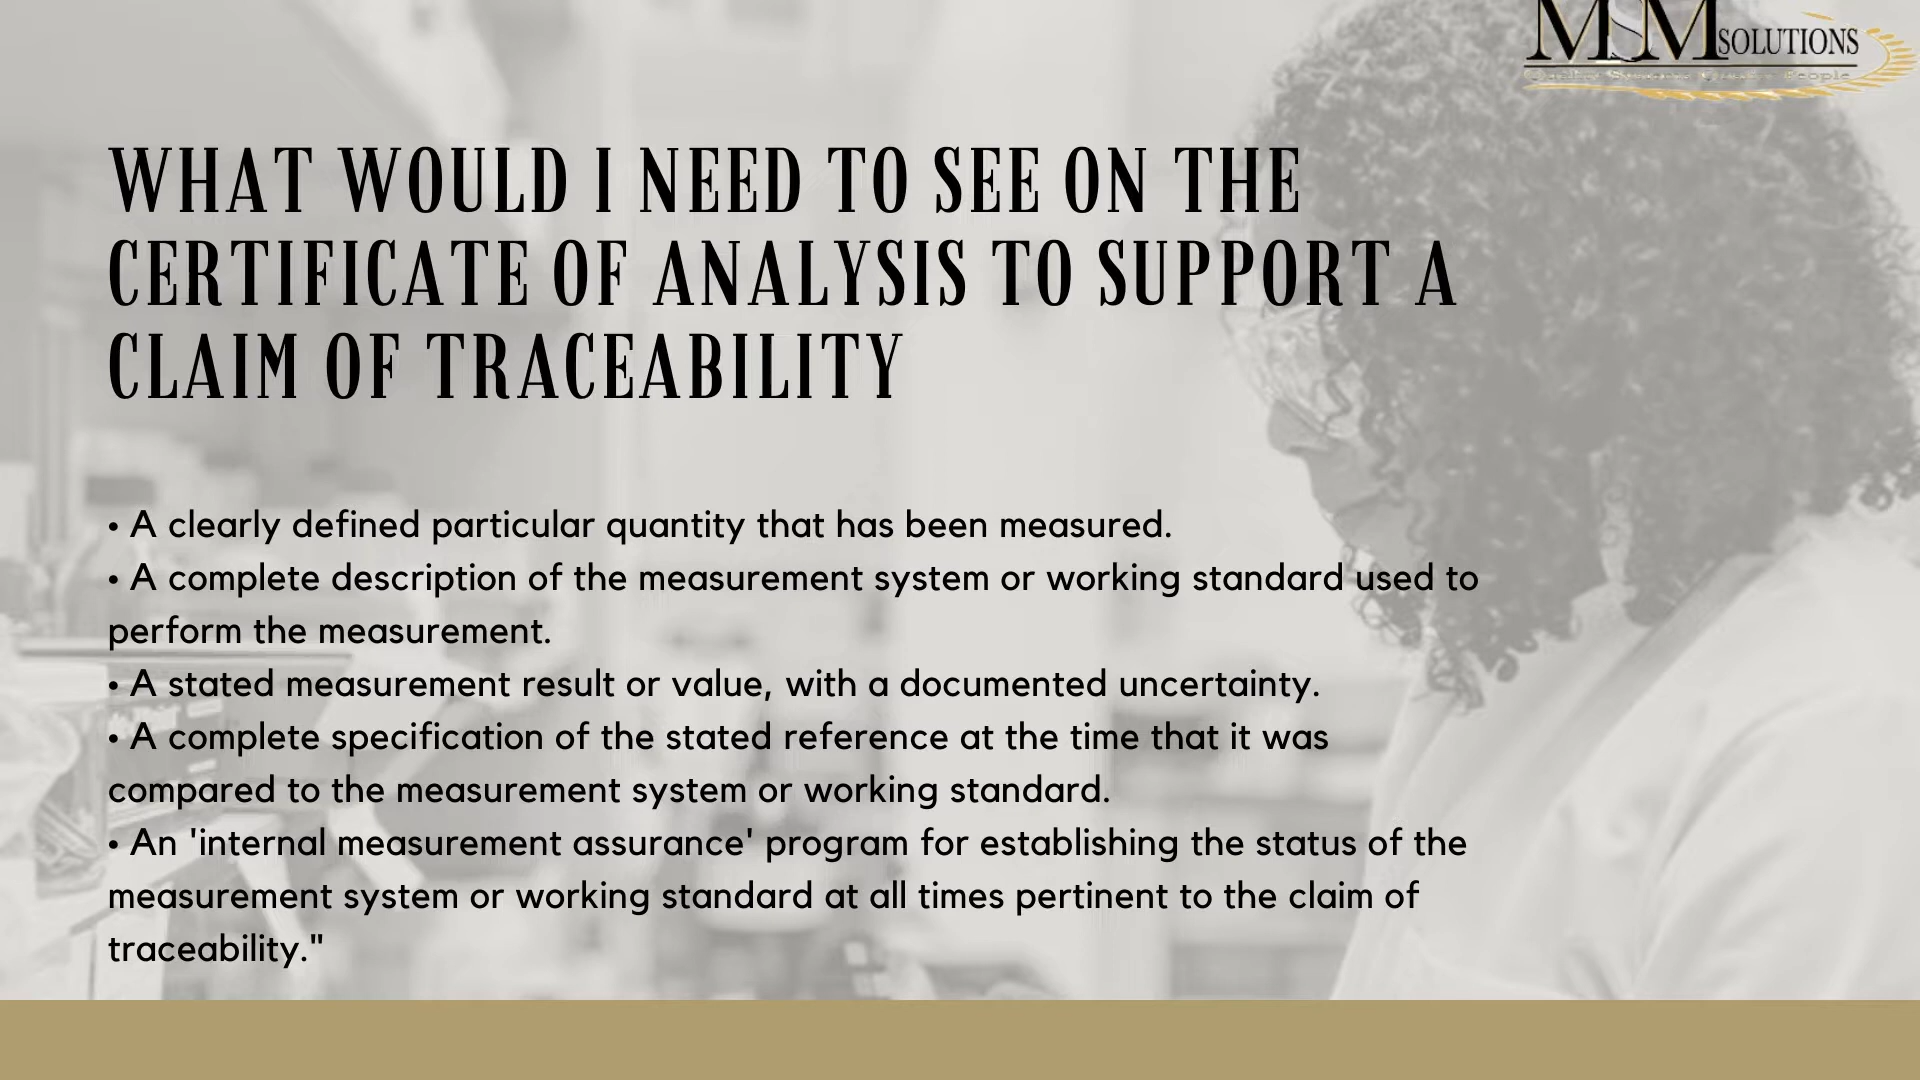 MSM SOLUTIONS
Quality Systems Quality People
WHAT WOULD I NEED TO SEE ON THE
CERTIFICATE OF ANALYSIS TO SUPPORT A
CLAIM OF TRACEABILITY
• A clearly defined particular quantity that has been measured.
• A complete description of the measurement system or working standard used to
perform the measurement.
• A stated measurement result or value, with a documented uncertainty.
• A complete specification of the stated reference at the time that it was
compared to the measurement system or working standard.
• An 'internal measurement assurance' program for establishing the status of the
measurement system or working standard at all times pertinent to the claim of
traceability."